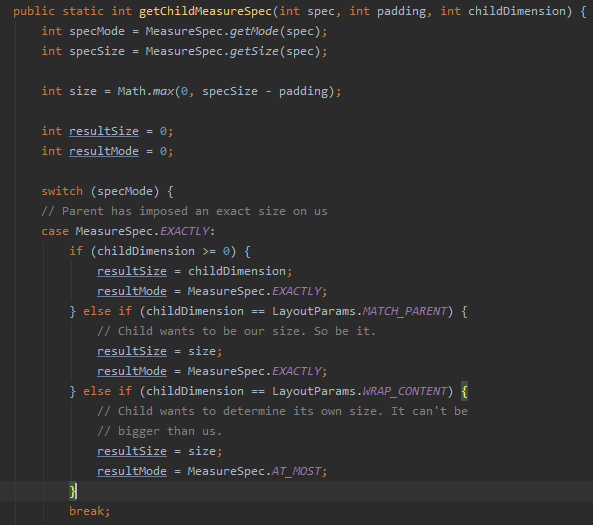 public static int getChildMeasureSpec(int spec, int padding, int childDimension) {
    int specMode = MeasureSpec.getMode(spec);
    int specSize = MeasureSpec.getSize(spec);

    int size = Math.max(0, specSize - padding);

    int resultSize = 0;
    int resultMode = 0;

    switch (specMode) {
    // Parent has imposed an exact size on us
    case MeasureSpec.EXACTLY:
        if (childDimension >= 0) {
            resultSize = childDimension;
            resultMode = MeasureSpec.EXACTLY;
        } else if (childDimension == LayoutParams.MATCH_PARENT) {
            // Child wants to be our size. So be it.
            resultSize = size;
            resultMode = MeasureSpec.EXACTLY;
        } else if (childDimension == LayoutParams.WRAP_CONTENT) {
            // Child wants to determine its own size. It can't be
            // bigger than us.
            resultSize = size;
            resultMode = MeasureSpec.AT_MOST;
        }
        break;